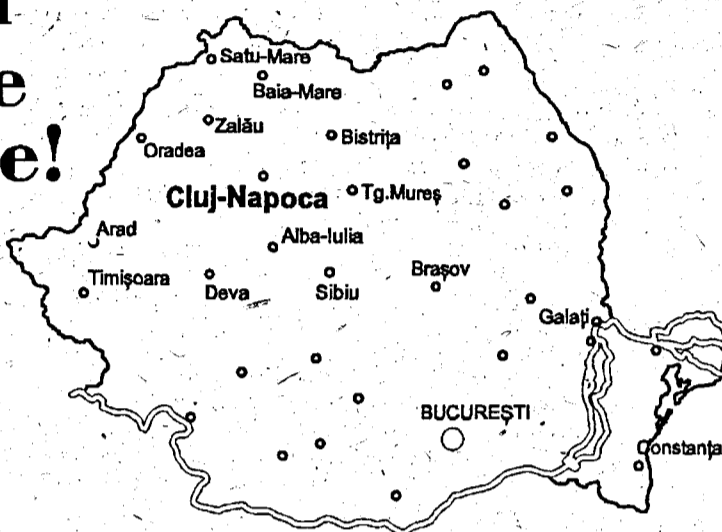 e
e!
Satu-Mare
Baia-Mare
Zalău
Bistrița
Oradea
Cluj-Napoca
Tg.Mureș
Arad
Alba-Iulia
Timișoara
Deva
Sibiu
Brașov
Galați
BUCUREȘTI
Constanța